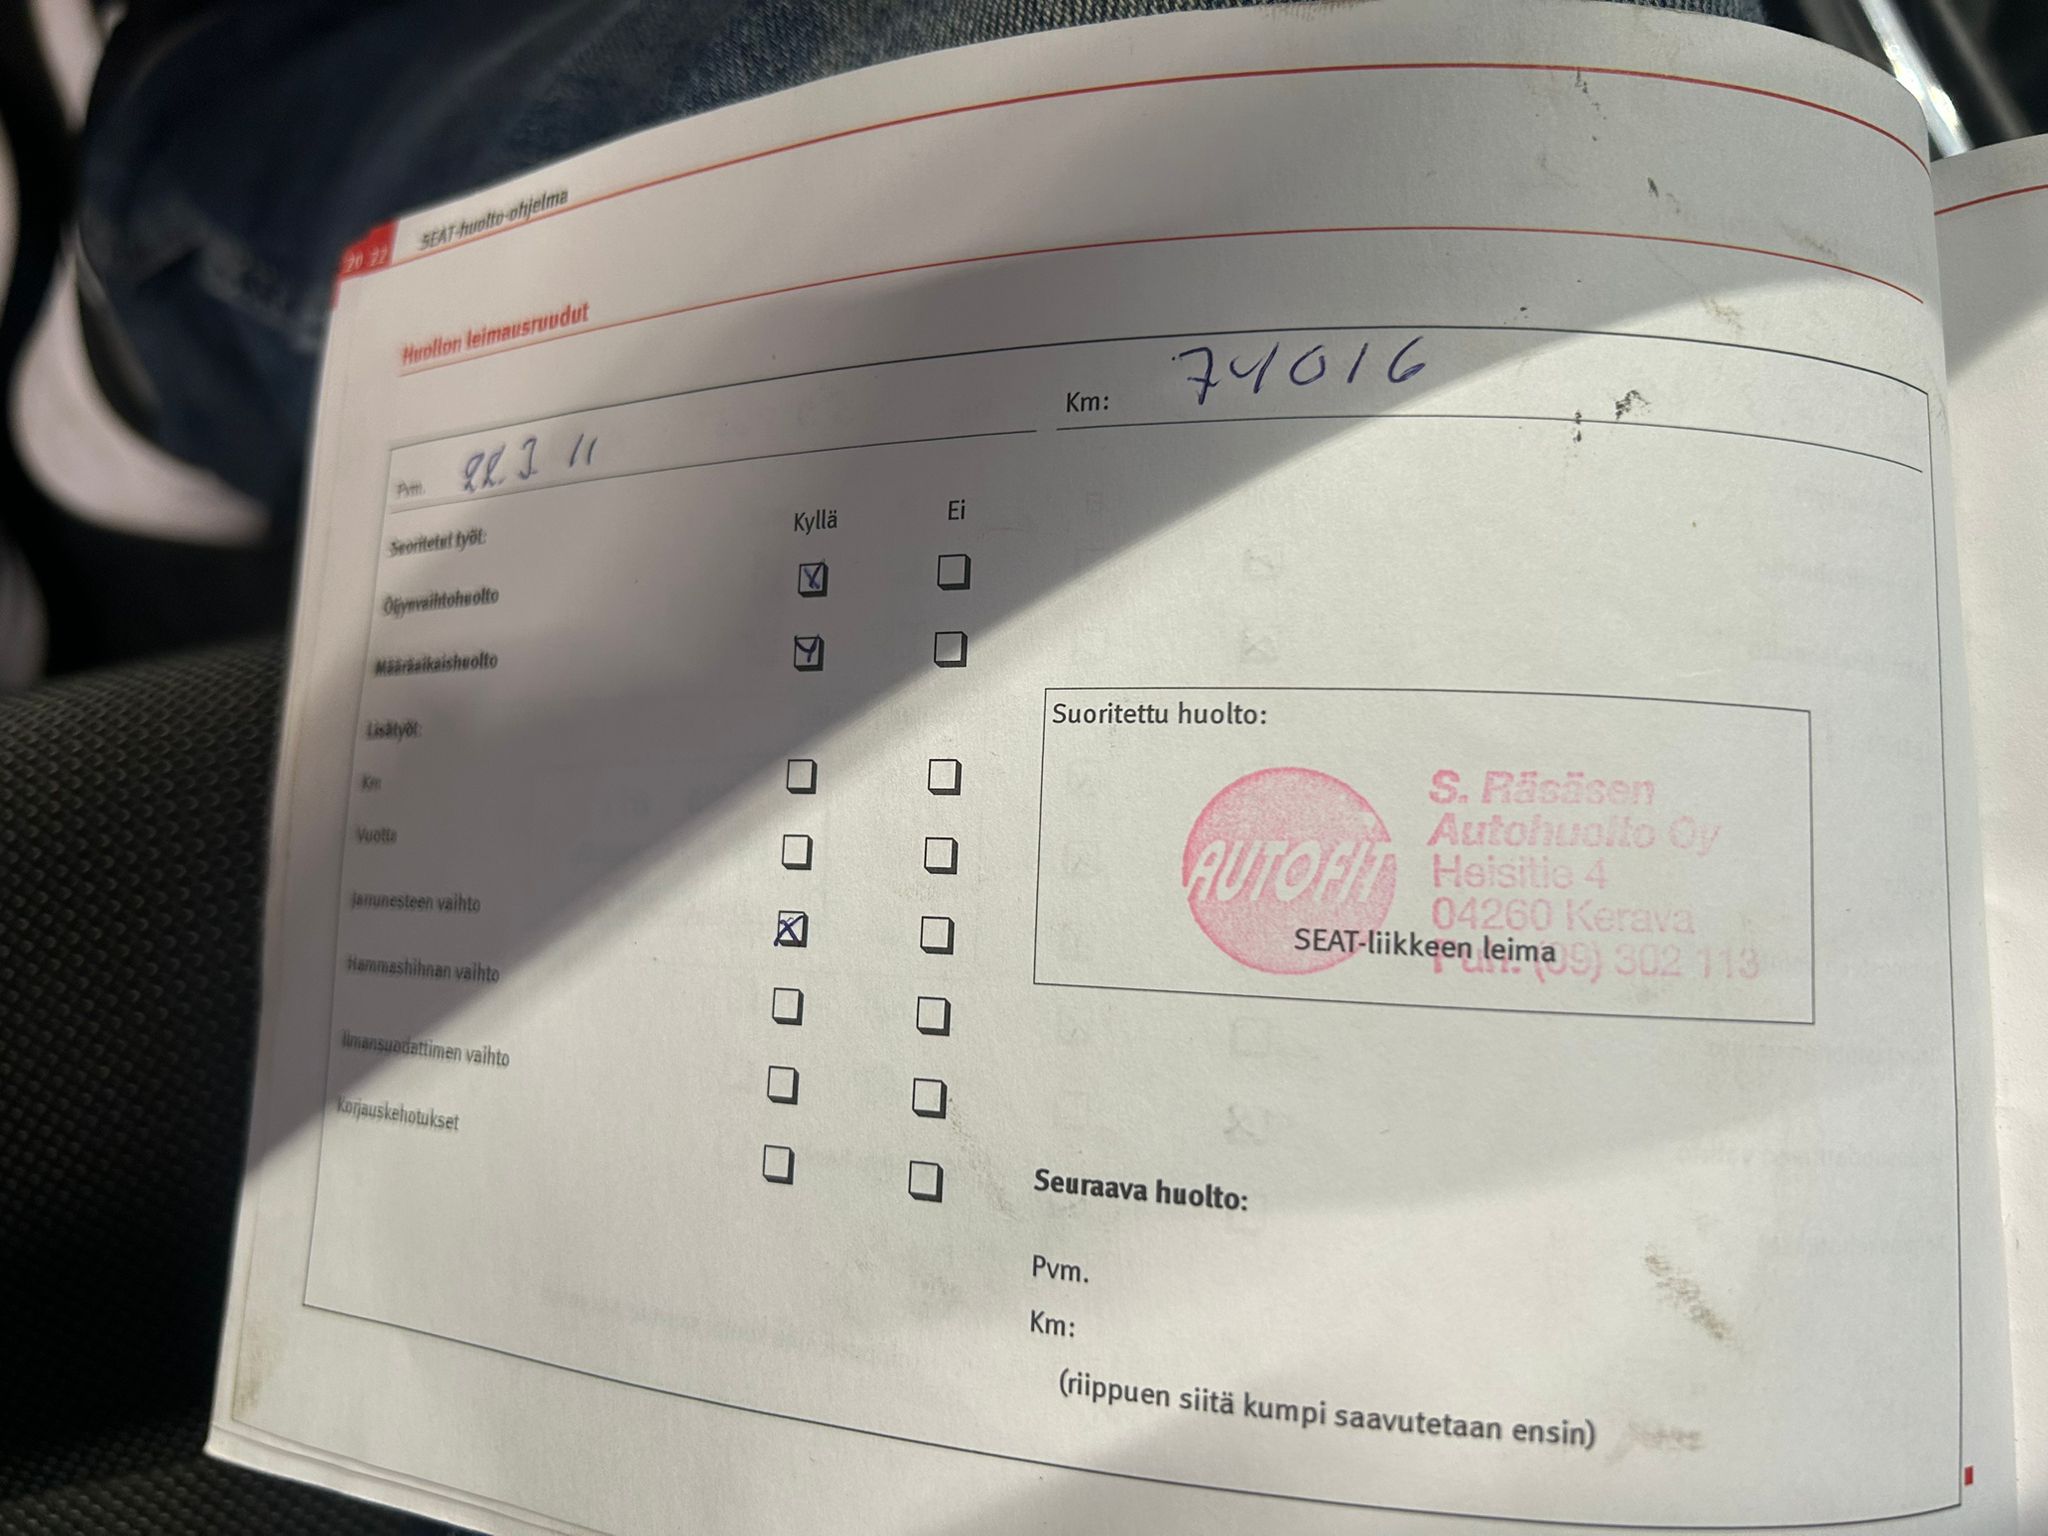 20 22 SEAT-huolto-ohjelma
Huollon leimausruudut
Pvm. 22.3 11 Km: 74016
Suoritetut työt: Kyllä Ei
Öljynvaihtohuolto
Määräaikaishuolto
Lisätyöt:
Km
Vuotta
Jarrunesteen vaihto
Hammashihnan vaihto
Ilmansuodattimen vaihto
Korjauskehotukset
Suoritettu huolto:
AUTOFIT
S. Räsäsen
Autohuolto Oy
Heisitie 4
04260 Kerava
Puh. (09) 302 113
SEAT-liikkeen leima
Seuraava huolto:
Pvm.
Km:
(riippuen siitä kumpi saavutetaan ensin)